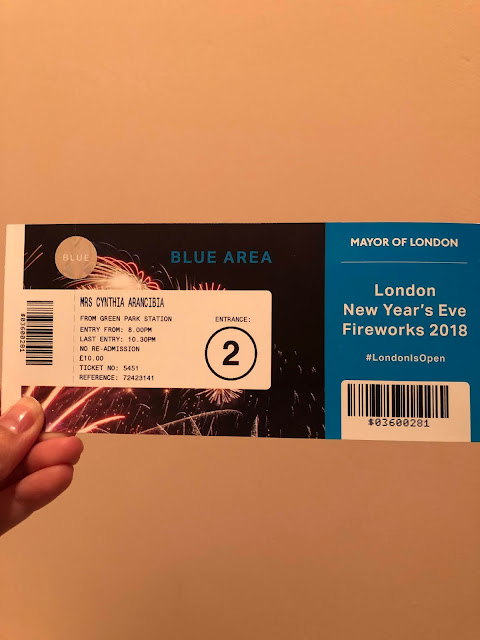 BLUE
BLUE AREA
$03600281
MRS CYNTHIA ARANCIBIA
FROM GREEN PARK STATION
ENTRY FROM: 8.00PM
LAST ENTRY: 10.30PM
NO RE-ADMISSION
£10.00
TICKET NO: 5451
REFERENCE: 72423141
ENTRANCE:
2
MAYOR OF LONDON
London
New Year's Eve
Fireworks 2018
#LondonIsOpen
$03600281